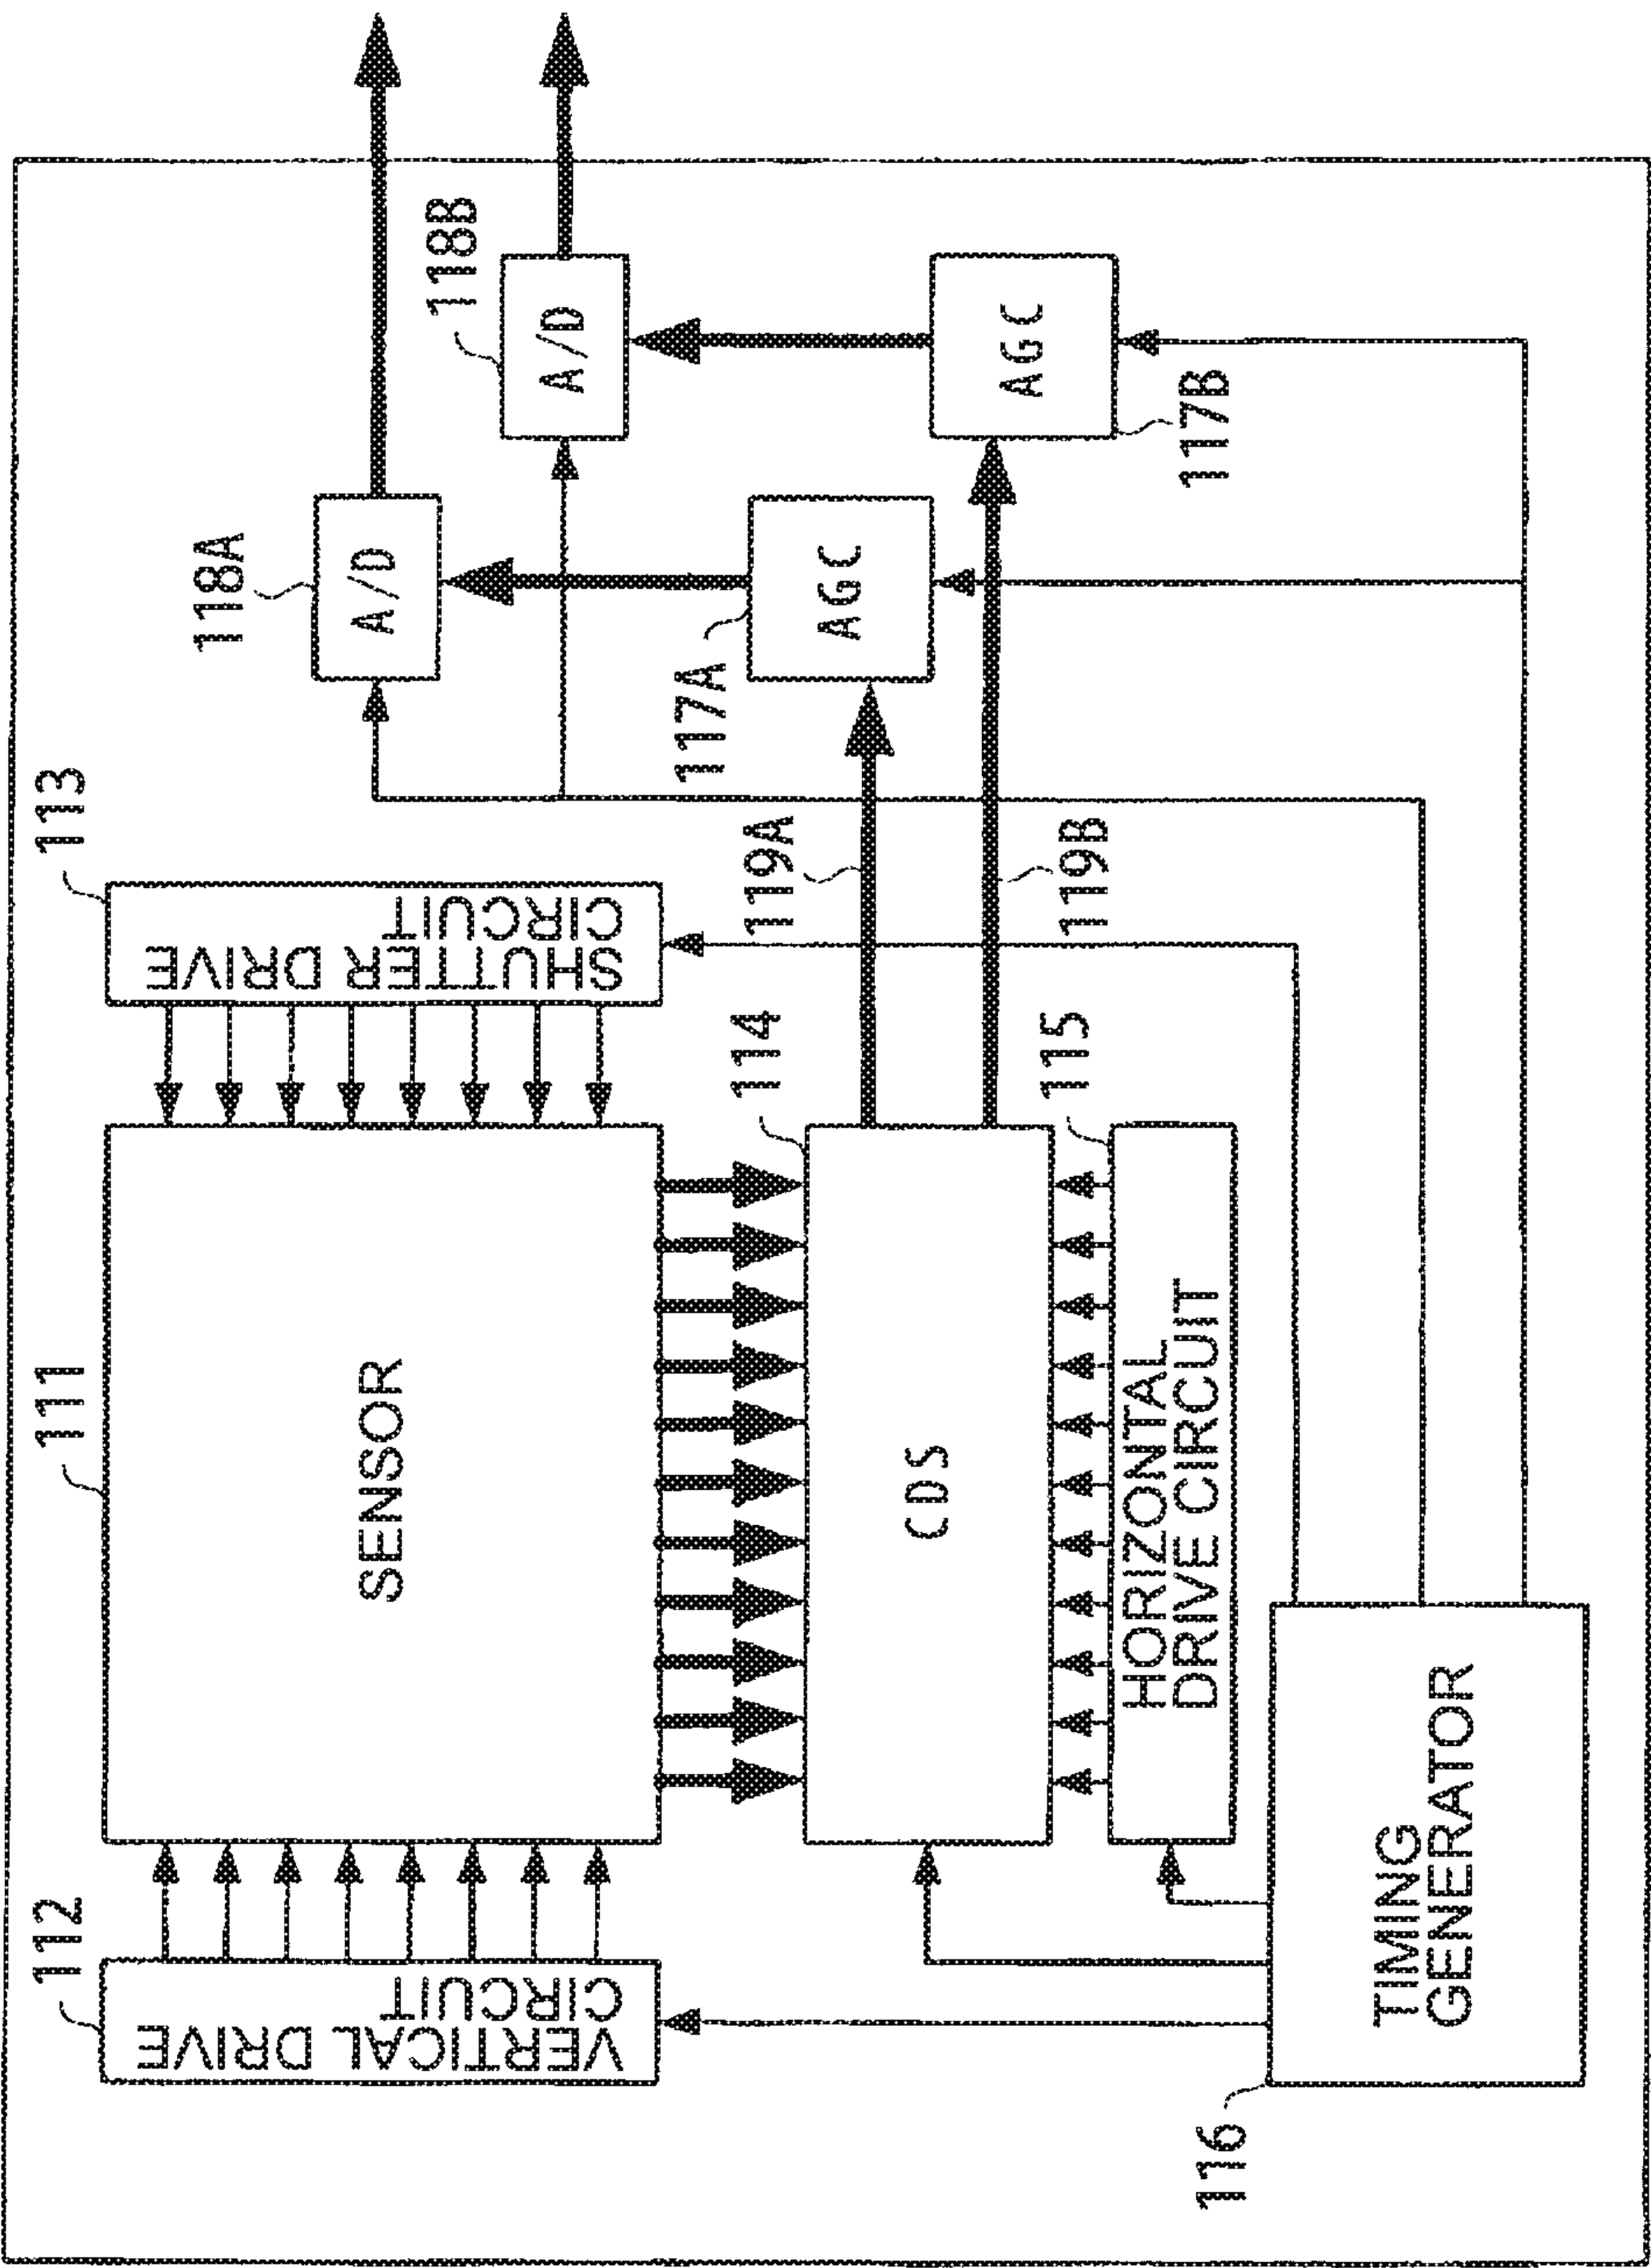 112
111
113
118A
118B
VERTICAL DRIVE
CIRCUIT
SENSOR
SHUTTER DRIVE
CIRCUIT
A/D
A/D
114
119A
117A
CDS
AGC
AGC
115
119B
117B
HORIZONTAL
DRIVE CIRCUIT
116
TIMING
GENERATOR